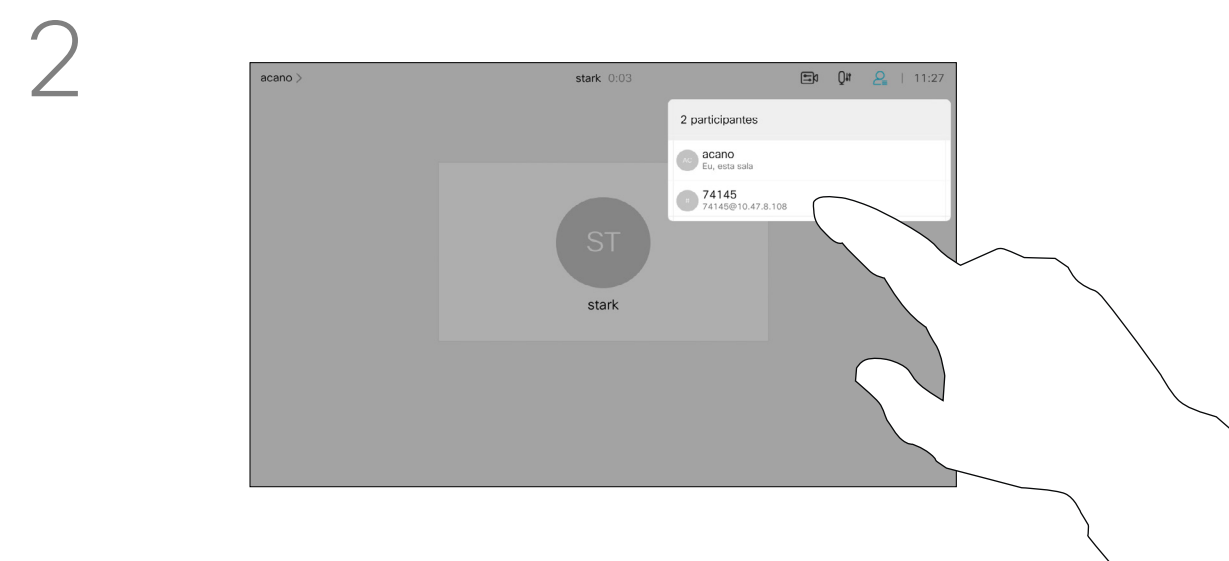 2
acano >
stark 0:03
| 11:27
2 participantes
AC
acano
Eu, esta sala
74145
74145@10.47.8.108
ST
stark